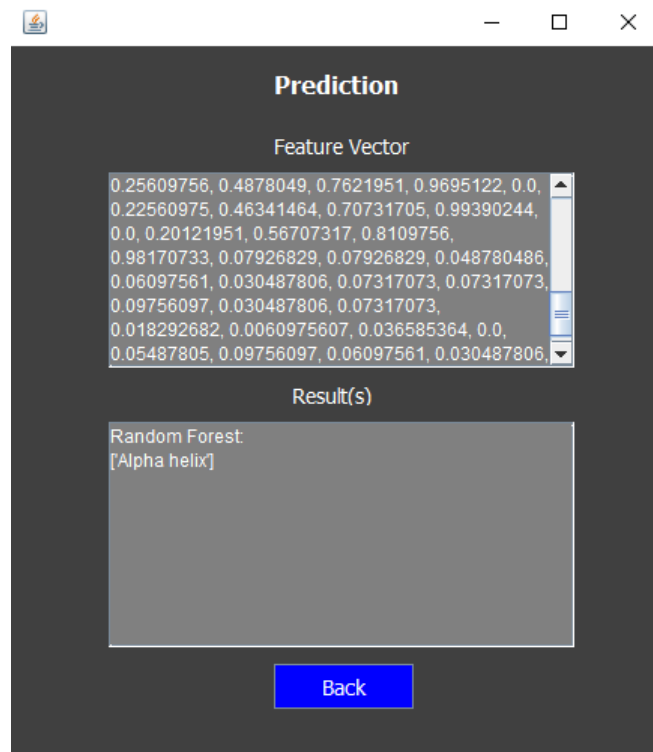 Prediction
Feature Vector
0.25609756, 0.4878049, 0.7621951, 0.9695122, 0.0,
0.22560975, 0.46341464, 0.70731705, 0.99390244,
0.0, 0.20121951, 0.56707317, 0.8109756,
0.98170733, 0.07926829, 0.07926829, 0.048780486,
0.06097561, 0.030487806, 0.07317073, 0.07317073,
0.09756097, 0.030487806, 0.07317073,
0.018292682, 0.0060975607, 0.036585364, 0.0,
0.05487805, 0.09756097, 0.06097561, 0.030487806,
Result(s)
Random Forest:
['Alpha helix']
Back